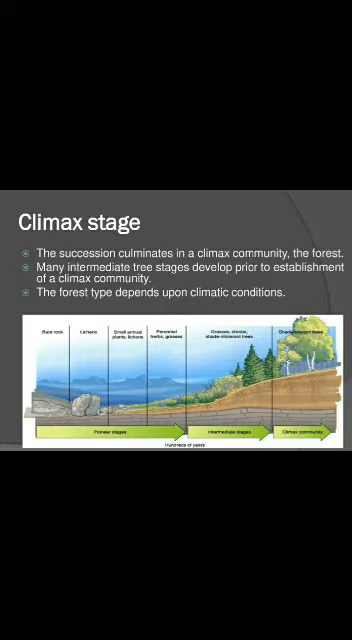 Climax stage
The succession culminates in a climax community, the forest.
Many intermediate tree stages develop prior to establishment
of a climax community.
The forest type depends upon climatic conditions.
Bare rock
Lichens
Small annual
plants, lichens
Perennial
herbs, grasses
Grasses, shrubs,
shade-intolerant trees
Shade-tolerant trees
Pioneer stages
Intermediate stages
Climax community
Hundreds of years